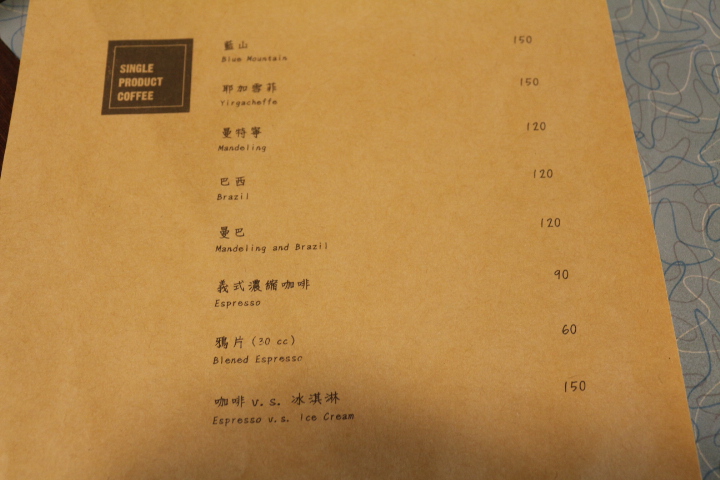 SINGLE
PRODUCT
COFFEE
藍山 150
Blue Mountain
耶加雪菲 150
Yirgacheffe
曼特寧 120
Mandeling
巴西 120
Brazil
曼巴 120
Mandeling and Brazil
義式濃縮咖啡 90
Espresso
鴉片 (30 cc) 60
Blened Espresso
咖啡 v.s. 冰淇淋 150
Espresso v.s. Ice Cream